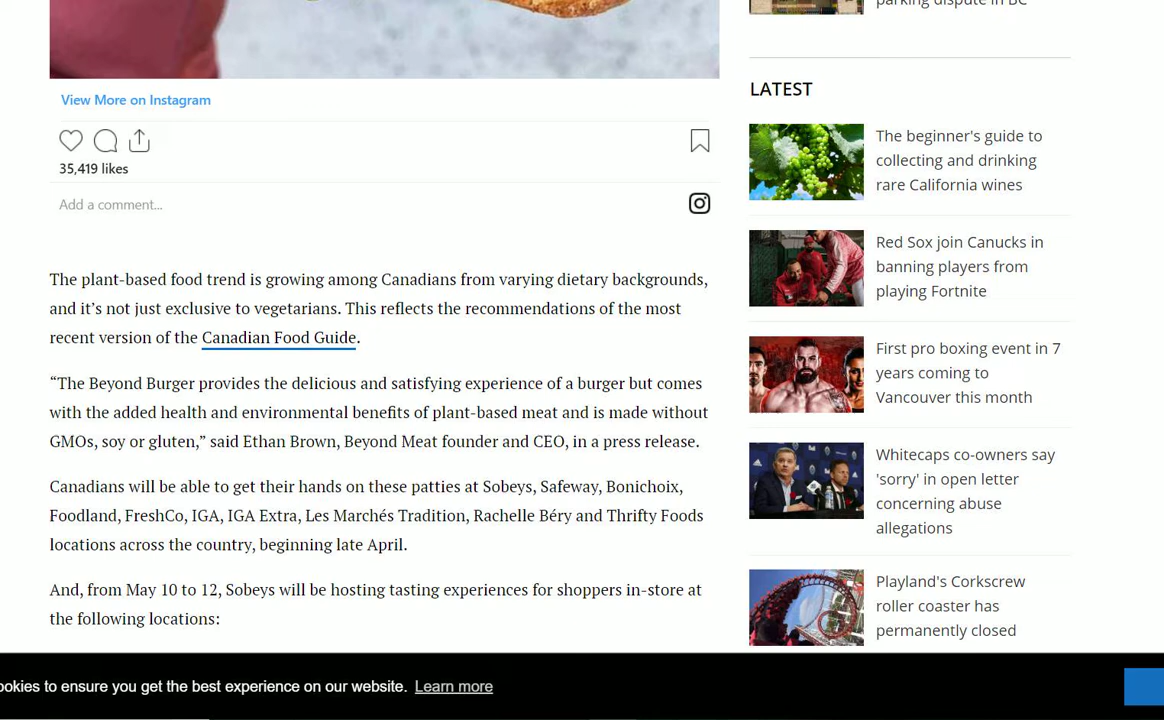 parking dispute in BC
View More on Instagram
35,419 likes
Add a comment...
The plant-based food trend is growing among Canadians from varying dietary backgrounds,
and it’s not just exclusive to vegetarians. This reflects the recommendations of the most
recent version of the Canadian Food Guide.
“The Beyond Burger provides the delicious and satisfying experience of a burger but comes
with the added health and environmental benefits of plant-based meat and is made without
GMOs, soy or gluten,” said Ethan Brown, Beyond Meat founder and CEO, in a press release.
Canadians will be able to get their hands on these patties at Sobeys, Safeway, Bonichoix,
Foodland, FreshCo, IGA, IGA Extra, Les Marchés Tradition, Rachelle Béry and Thrifty Foods
locations across the country, beginning late April.
And, from May 10 to 12, Sobeys will be hosting tasting experiences for shoppers in-store at
the following locations:
LATEST
The beginner's guide to
collecting and drinking
rare California wines
Red Sox join Canucks in
banning players from
playing Fortnite
First pro boxing event in 7
years coming to
Vancouver this month
Whitecaps co-owners say
'sorry' in open letter
concerning abuse
allegations
Playland's Corkscrew
roller coaster has
permanently closed
ookies to ensure you get the best experience on our website. Learn more